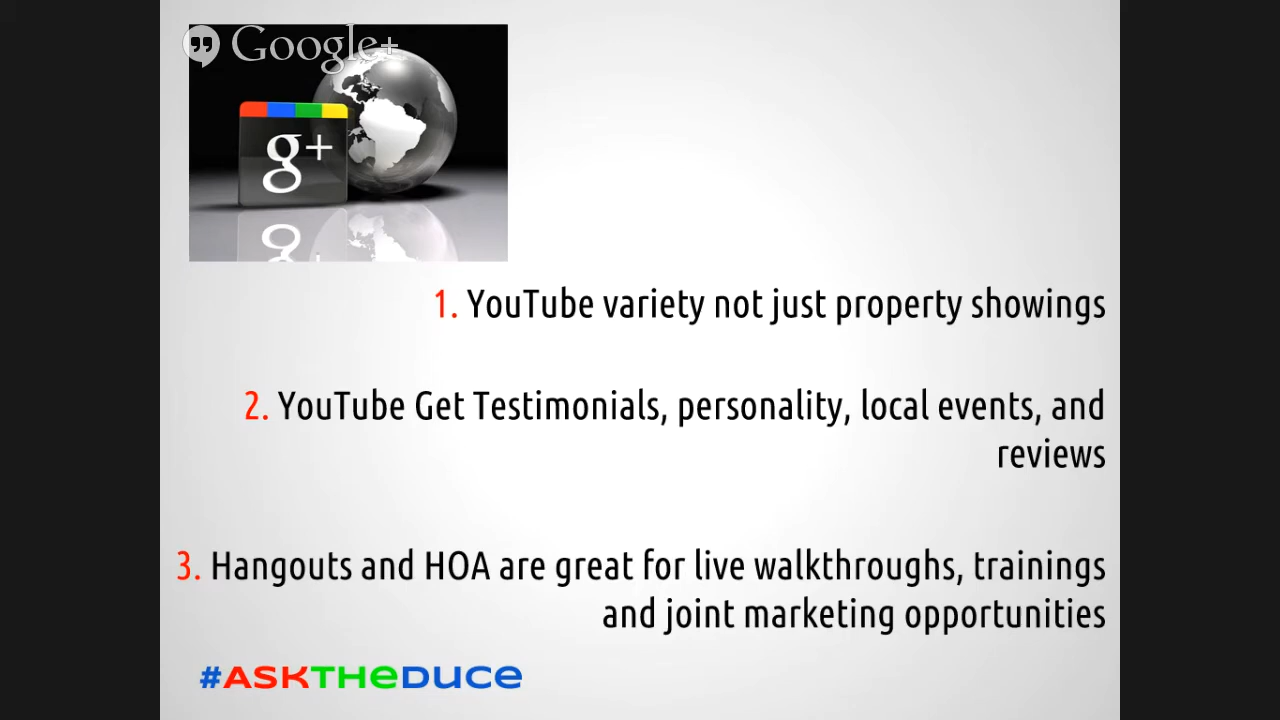 Google+
g+
1. YouTube variety not just property showings
2. YouTube Get Testimonials, personality, local events, and
reviews
3. Hangouts and HOA are great for live walkthroughs, trainings
and joint marketing opportunities
#ASKTHeDUCe